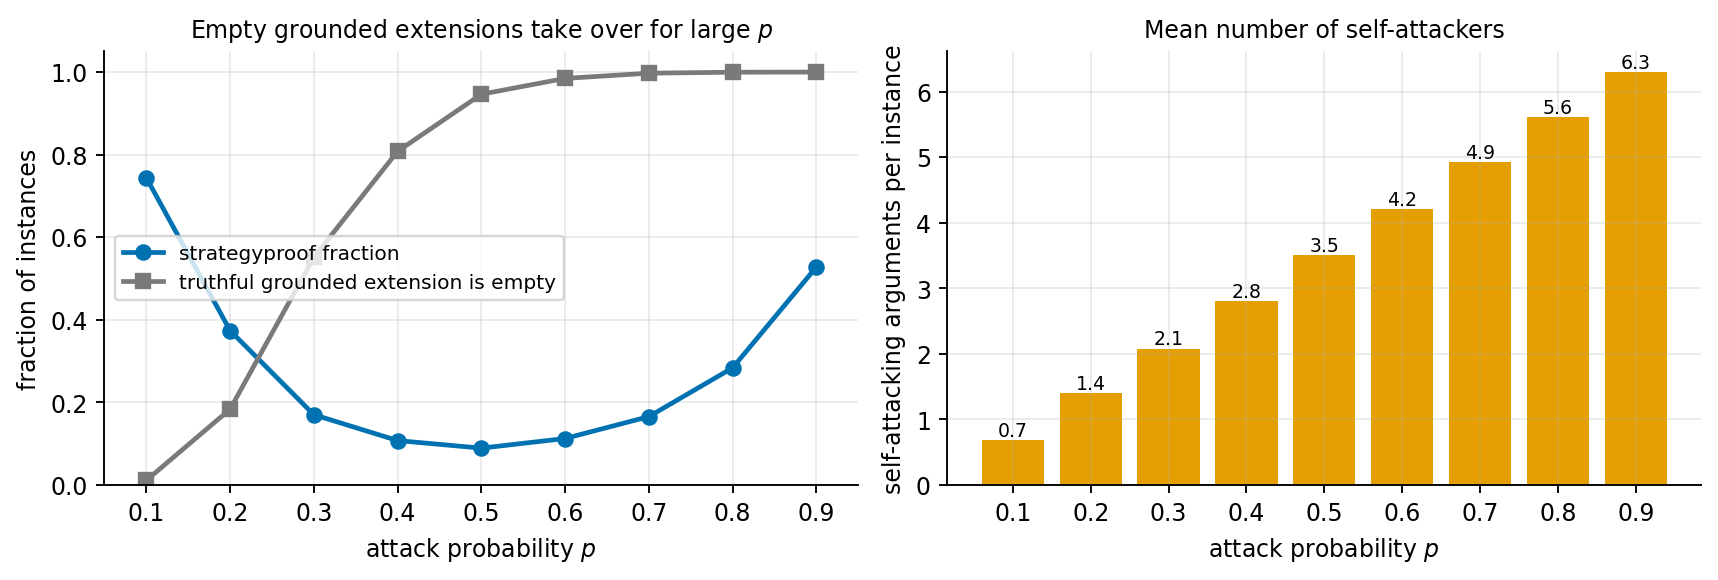 Empty grounded extensions take over for large p
fraction of instances
1.0
0.8
0.6
0.4
0.2
0.0
strategyproof fraction
truthful grounded extension is empty
0.1 0.2 0.3 0.4 0.5 0.6 0.7 0.8 0.9
attack probability p
Mean number of self-attackers
self-attacking arguments per instance
6
5
4
3
2
1
0
0.7
1.4
2.1
2.8
3.5
4.2
4.9
5.6
6.3
0.1 0.2 0.3 0.4 0.5 0.6 0.7 0.8 0.9
attack probability p